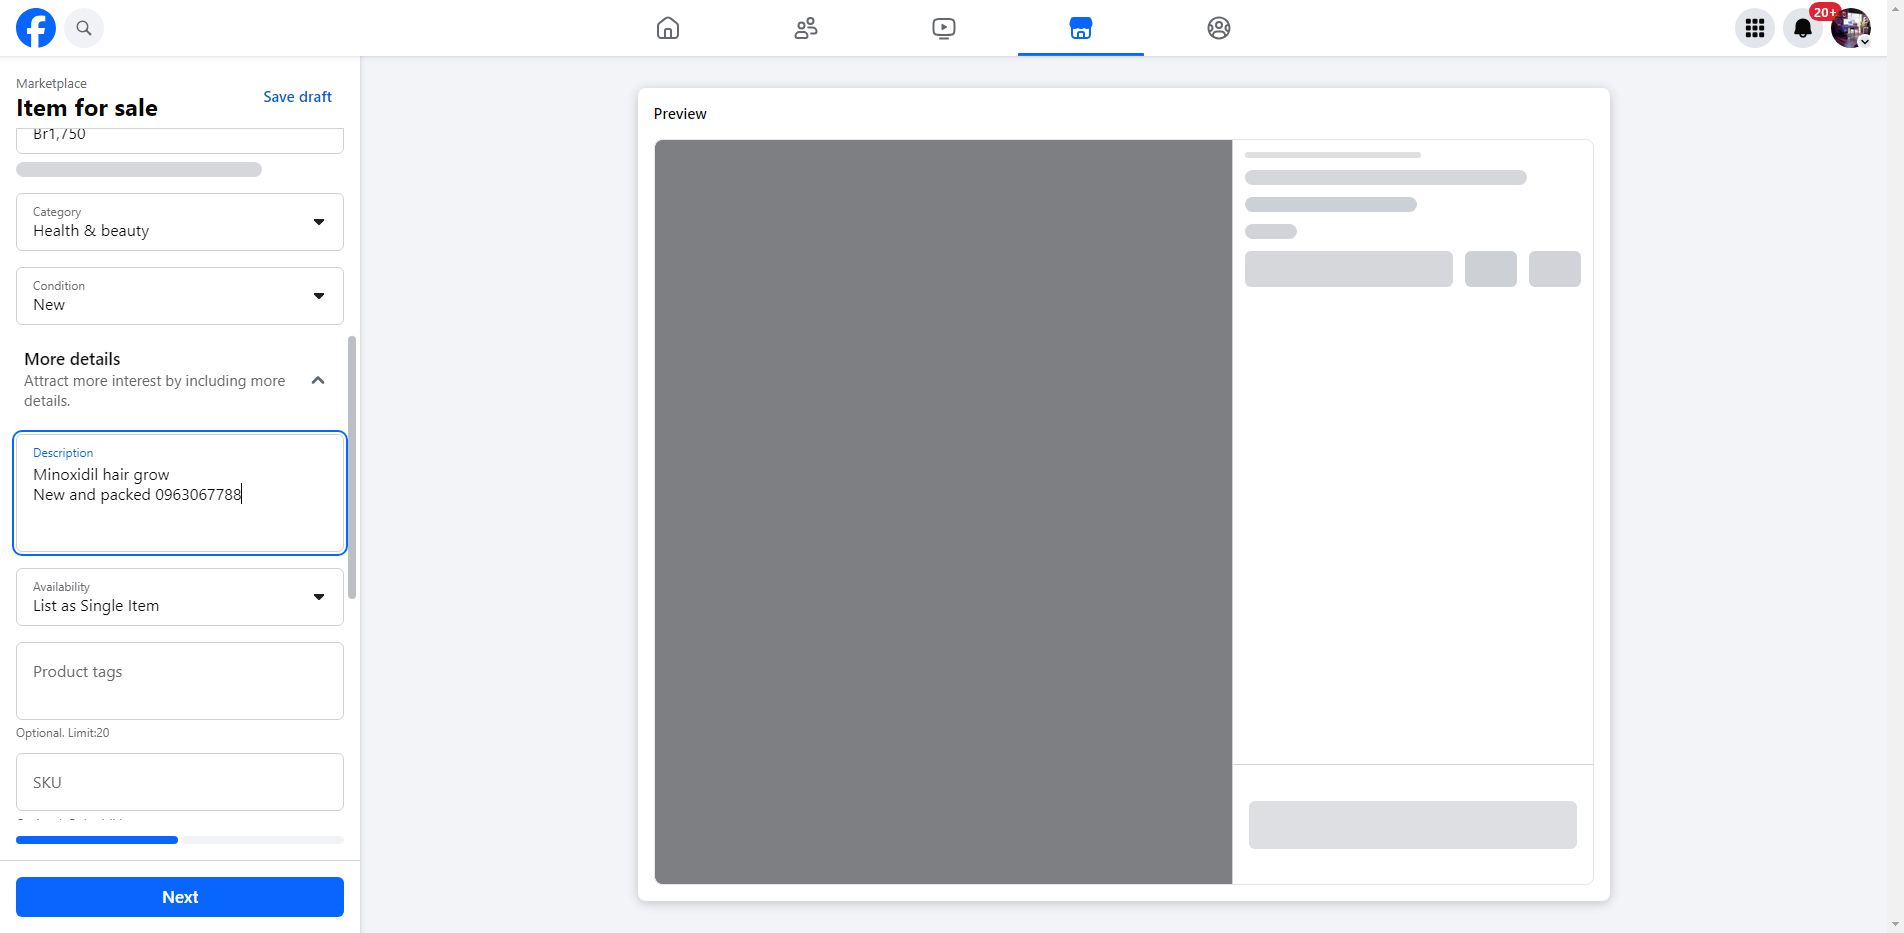 20+
Marketplace
Item for sale
Save draft
Br1,750
Category
Health & beauty
Condition
New
More details
Attract more interest by including more
details.
Description
Minoxidil hair grow
New and packed 0963067788
Availability
List as Single Item
Product tags
Optional. Limit:20
SKU
Next
Preview